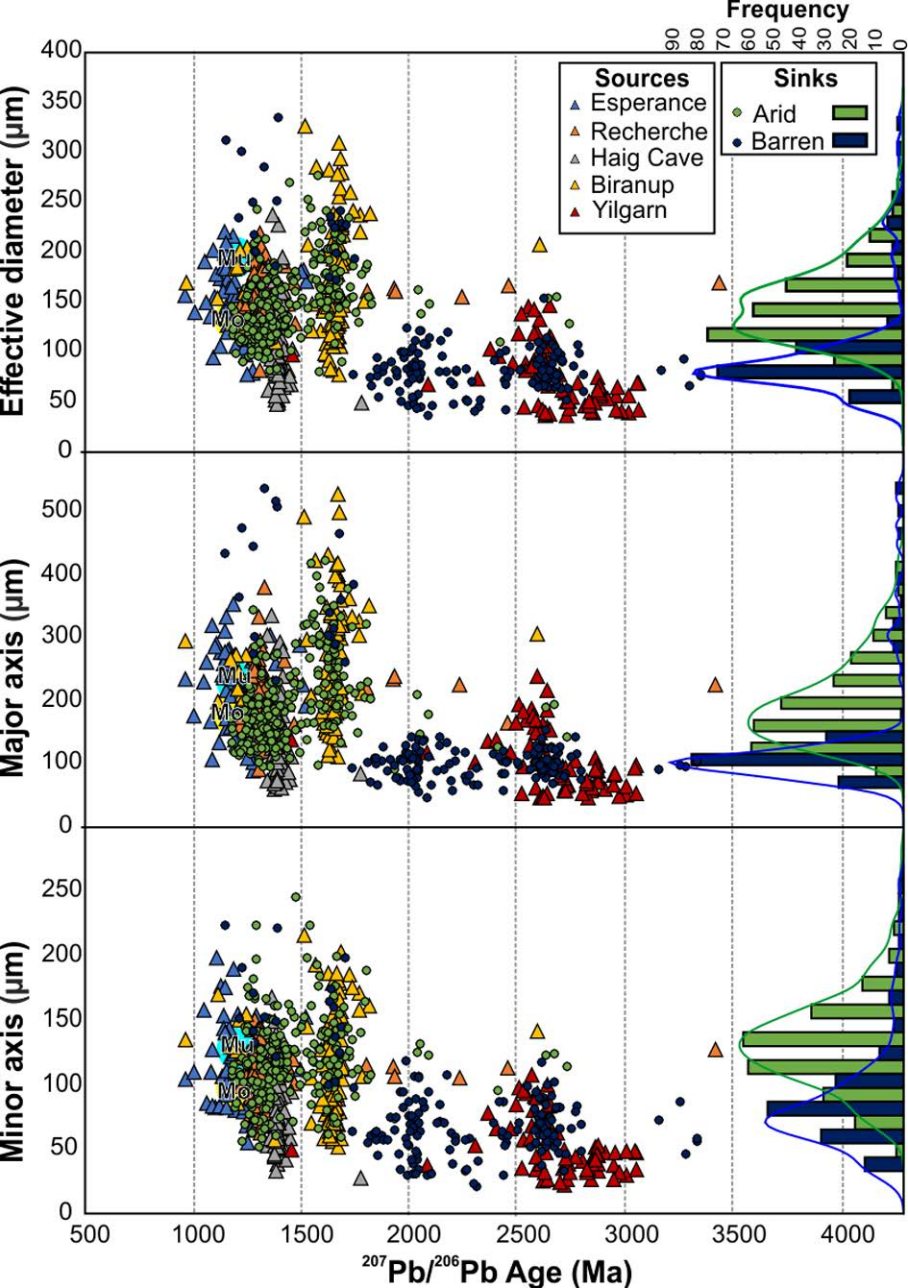 Frequency
90 80 70 60 50 40 30 20 10 0
Effective diameter (µm)
400
350
300
250
200
150
100
50
0
Sources
Esperance
Recherche
Haig Cave
Biranup
Yilgarn
Sinks
Arid
Barren
Mu
Mo
Major axis (µm)
500
400
300
200
100
0
Mu
Mo
Minor axis (µm)
250
200
150
100
50
0
Mu
Mo
500 1000 1500 2000 2500 3000 3500 4000
²⁰⁷Pb/²⁰⁶Pb Age (Ma)